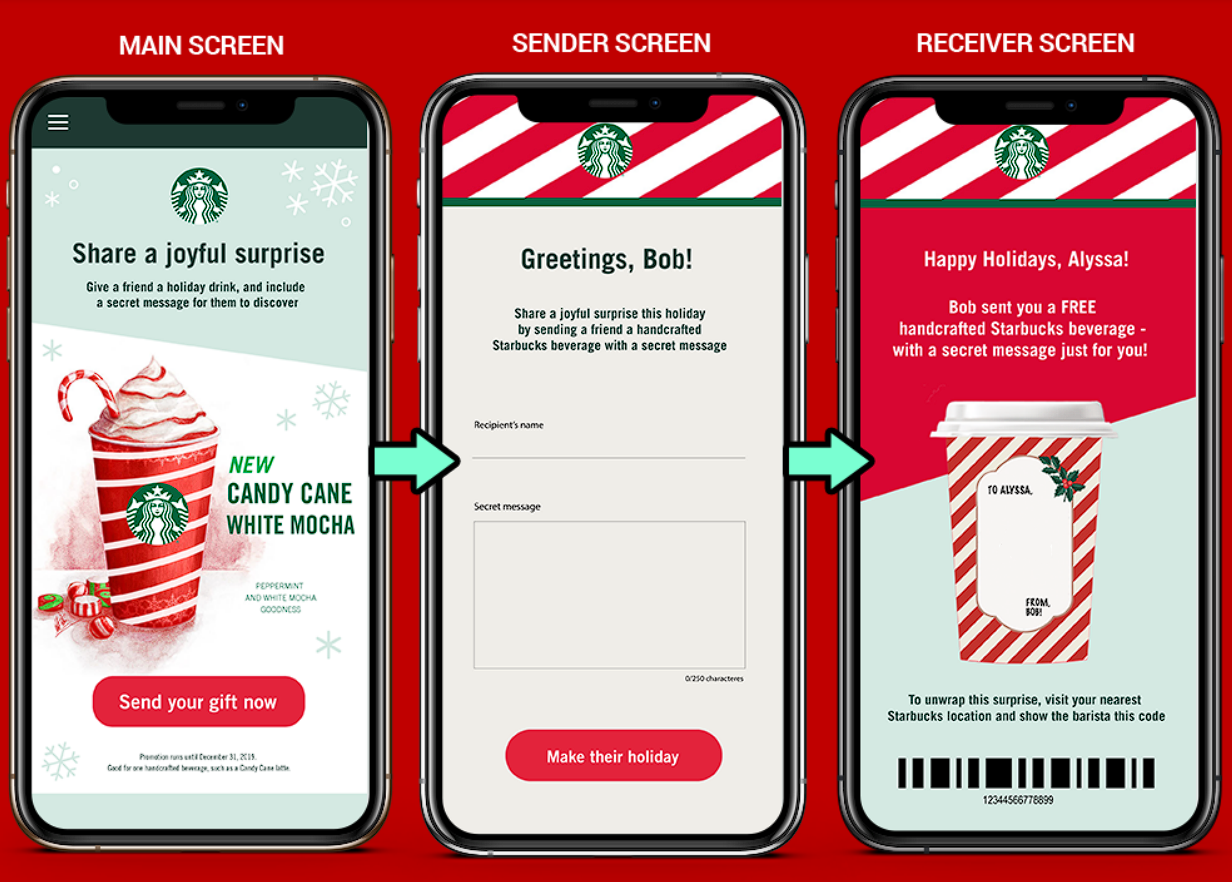 MAIN SCREEN
Share a joyful surprise
Give a friend a holiday drink, and include
a secret message for them to discover
NEW
CANDY CANE
WHITE MOCHA
PEPPERMINT
AND WHITE MOCHA
GOODNESS
Send your gift now
Promotion runs until December 31, 2019.
Good for one handcrafted beverage, such as a Candy Cane latte.
SENDER SCREEN
Greetings, Bob!
Share a joyful surprise this holiday
by sending a friend a handcrafted
Starbucks beverage with a secret message
Recipient's name
Secret message
0/250 characteres
Make their holiday
RECEIVER SCREEN
Happy Holidays, Alyssa!
Bob sent you a FREE
handcrafted Starbucks beverage -
with a secret message just for you!
TO ALYSSA,
FROM,
BOB!
To unwrap this surprise, visit your nearest
Starbucks location and show the barista this code
12344566778899